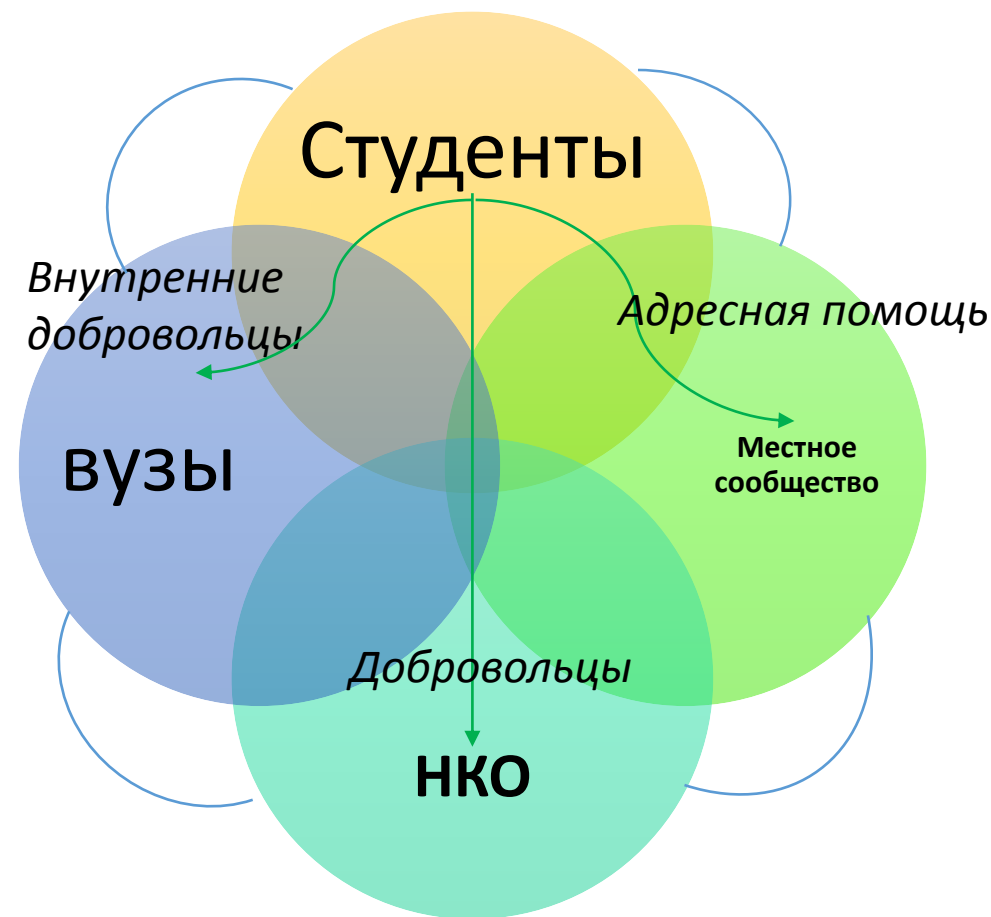 Студенты
Внутренние
добровольцы
Адресная помощь
вузы
Местное
сообщество
Добровольцы
НКО